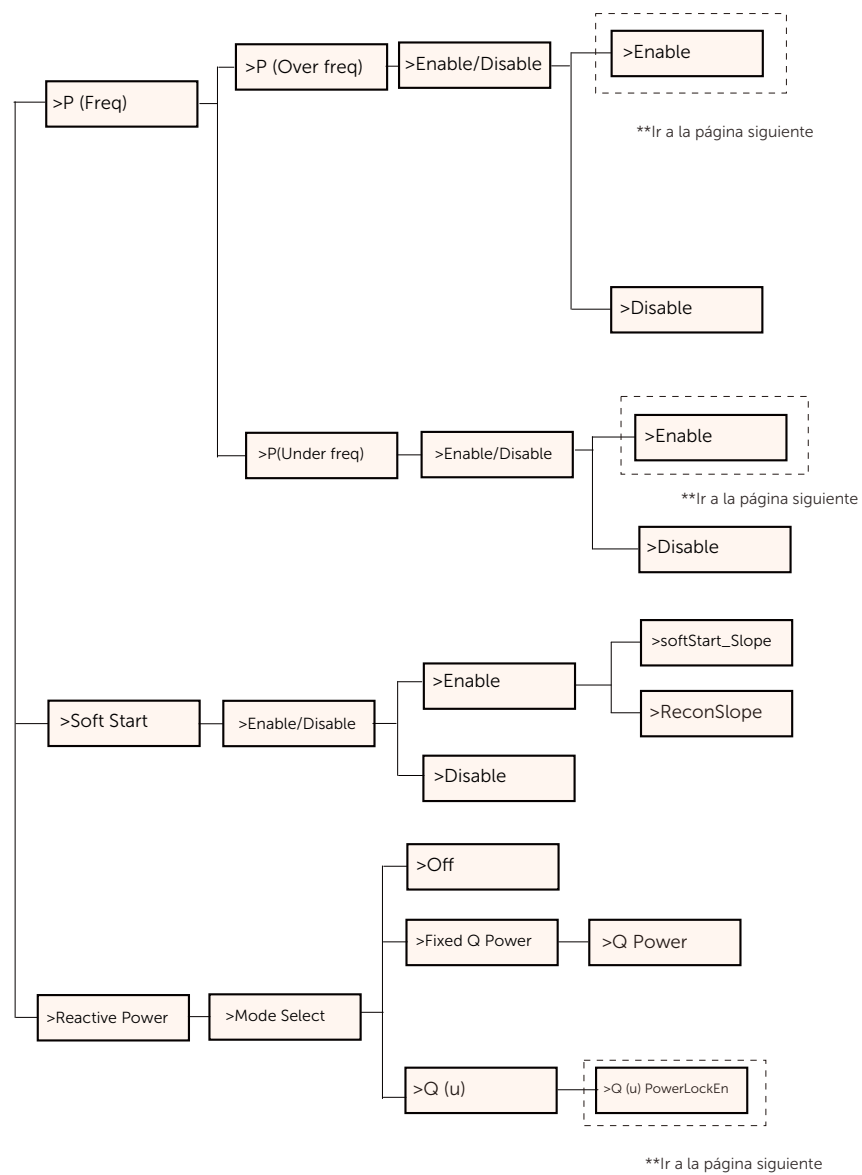 >P (Freq)
>P (Over freq)
>Enable/Disable
>Enable
**Ir a la página siguiente
>Disable
>P(Under freq)
>Enable/Disable
>Enable
**Ir a la página siguiente
>Disable
>Soft Start
>Enable/Disable
>Enable
>softStart_Slope
>ReconSlope
>Disable
>Reactive Power
>Mode Select
>Off
>Fixed Q Power
>Q Power
>Q (u)
>Q (u) PowerLockEn
**Ir a la página siguiente